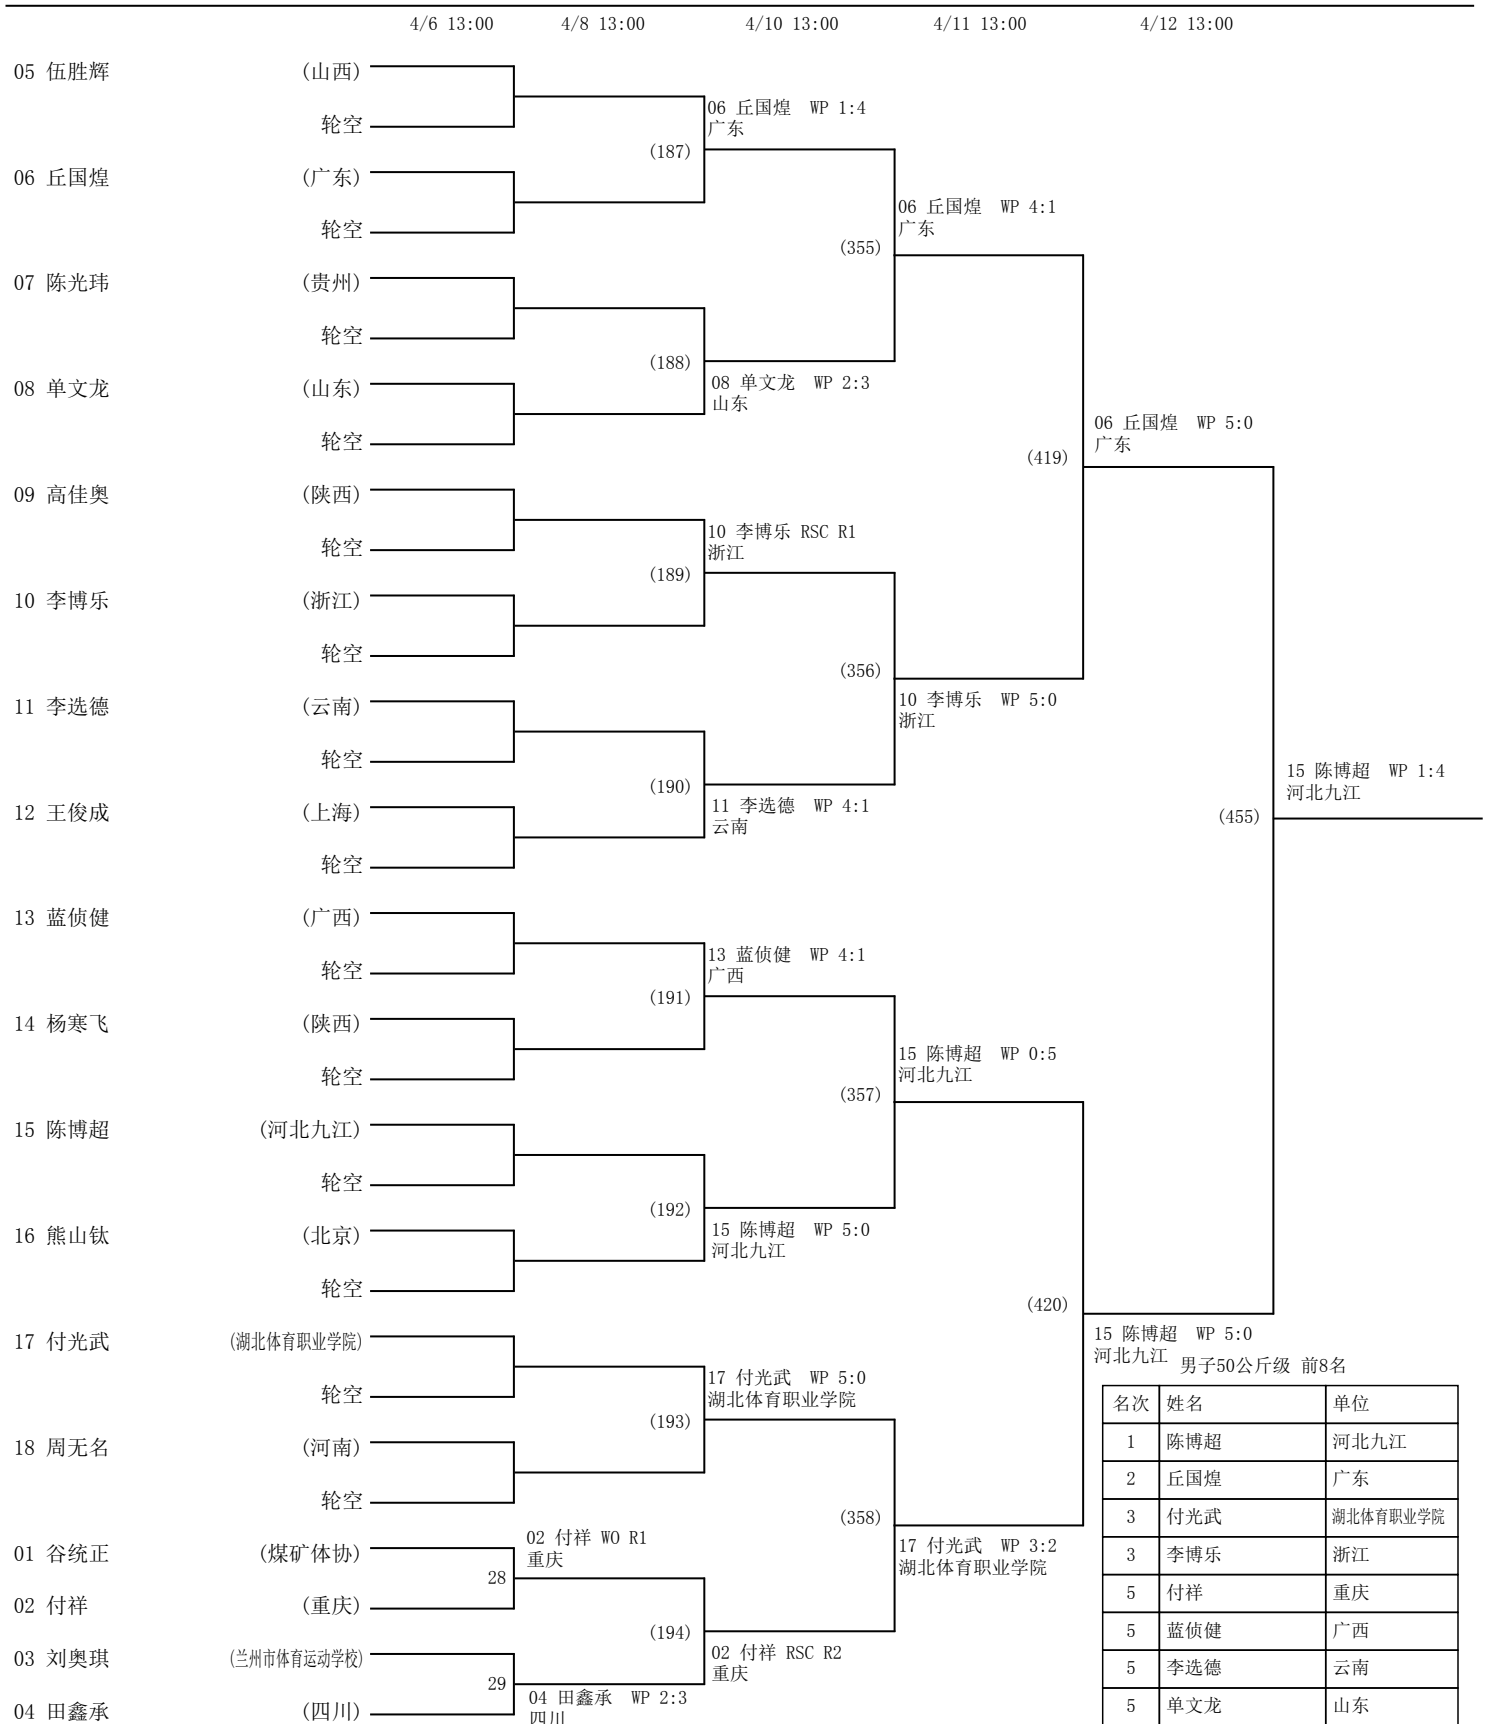 4/6 13:00 4/8 13:00 4/10 13:00 4/11 13:00 4/12 13:00
05 伍胜辉 (山西)
轮空
06 丘国煌 WP 1:4
广东
(187)
06 丘国煌 (广东)
轮空
06 丘国煌 WP 4:1
广东
(355)
07 陈光玮 (贵州)
轮空
(188)
08 单文龙 WP 2:3
山东
08 单文龙 (山东)
轮空
06 丘国煌 WP 5:0
广东
(419)
09 高佳奥 (陕西)
轮空
10 李博乐 RSC R1
浙江
(189)
10 李博乐 (浙江)
轮空
(356)
10 李博乐 WP 5:0
浙江
11 李选德 (云南)
轮空
(190)
11 李选德 WP 4:1
云南
12 王俊成 (上海)
轮空
15 陈博超 WP 1:4
河北九江
(455)
13 蓝侦健 (广西)
轮空
13 蓝侦健 WP 4:1
广西
(191)
14 杨寒飞 (陕西)
轮空
15 陈博超 WP 0:5
河北九江
(357)
15 陈博超 (河北九江)
轮空
(192)
15 陈博超 WP 5:0
河北九江
16 熊山钛 (北京)
轮空
(420)
15 陈博超 WP 5:0
河北九江
17 付光武 (湖北体育职业学院)
轮空
17 付光武 WP 5:0
湖北体育职业学院
(193)
18 周无名 (河南)
轮空
(358)
17 付光武 WP 3:2
湖北体育职业学院
01 谷统正 (煤矿体协)
02 付祥 WO R1
重庆
28
02 付祥 (重庆)
(194)
02 付祥 RSC R2
重庆
03 刘奥琪 (兰州市体育运动学校)
29
04 田鑫承 WP 2:3
四川
04 田鑫承 (四川)
男子50公斤级 前8名
名次 姓名 单位
1 陈博超 河北九江
2 丘国煌 广东
3 付光武 湖北体育职业学院
3 李博乐 浙江
5 付祥 重庆
5 蓝侦健 广西
5 李选德 云南
5 单文龙 山东